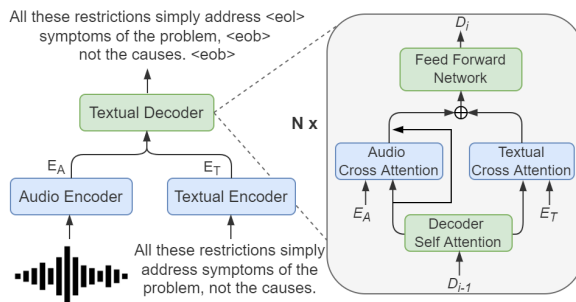 All these restrictions simply address <eol>
symptoms of the problem, <eob>
not the causes. <eob>
Textual Decoder
E_A
E_T
Audio Encoder
Textual Encoder
All these restrictions simply
address symptoms of the
problem, not the causes.
D_i
Feed Forward
Network
N x
Audio
Cross Attention
Textual
Cross Attention
E_A
E_T
Decoder
Self Attention
D_{i-1}